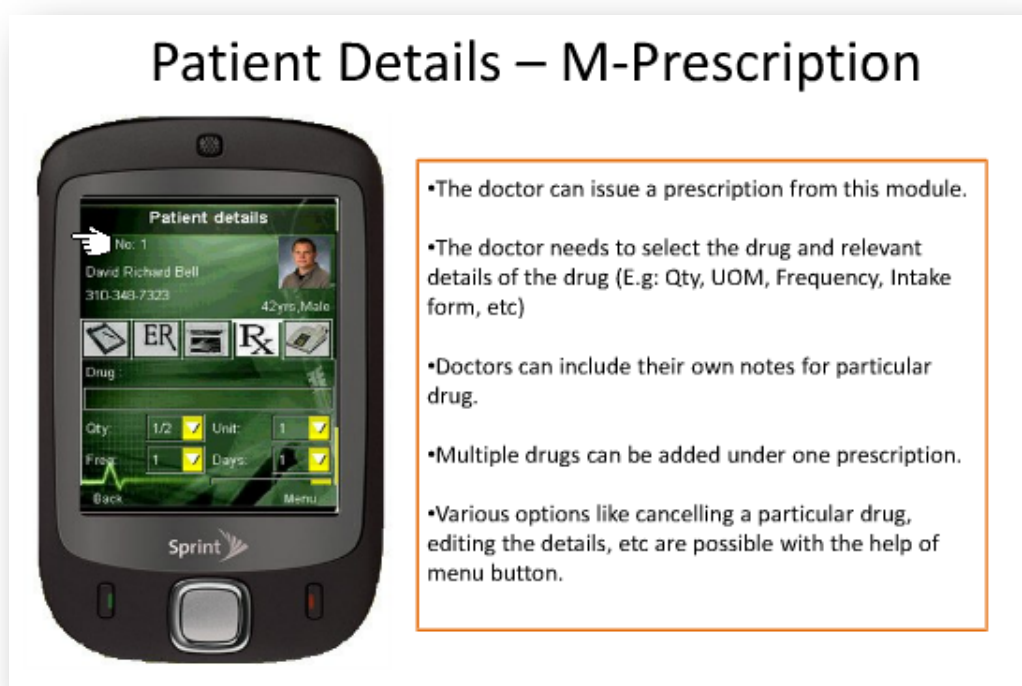 Patient Details – M-Prescription
Patient details
No: 1
David Richard Bell
310-348-7323
42yrs,Male
ER
Rx
Drug :
Qty: 1/2 Unit: 1
Freq: 1 Days: 1
Back Menu
Sprint
•The doctor can issue a prescription from this module.
•The doctor needs to select the drug and relevant
details of the drug (E.g: Qty, UOM, Frequency, Intake
form, etc)
•Doctors can include their own notes for particular
drug.
•Multiple drugs can be added under one prescription.
•Various options like cancelling a particular drug,
editing the details, etc are possible with the help of
menu button.